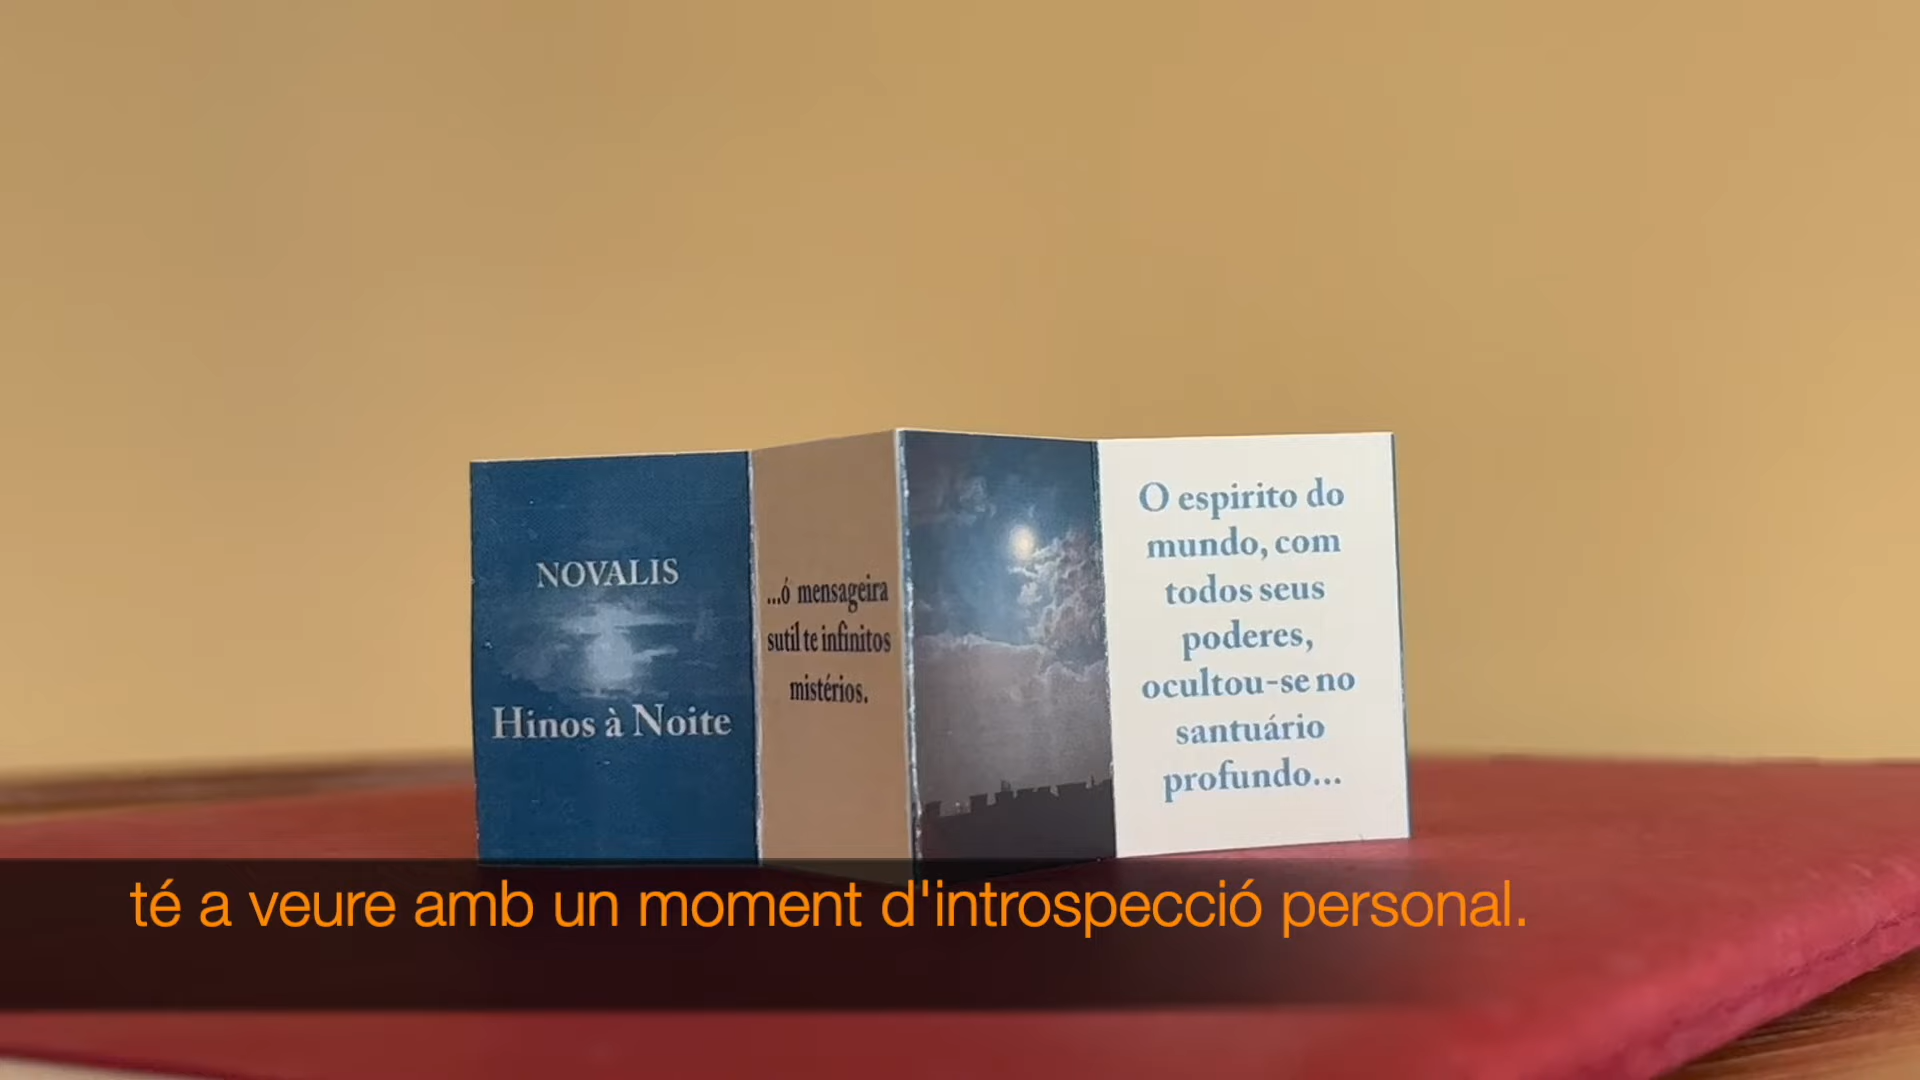 NOVALIS
Hinos à Noite
...ó mensageira
sutil te infinitos
mistérios.
O espirito do
mundo, com
todos seus
poderes,
ocultou-se no
santuário
profundo...
té a veure amb un moment d'introspecció personal.